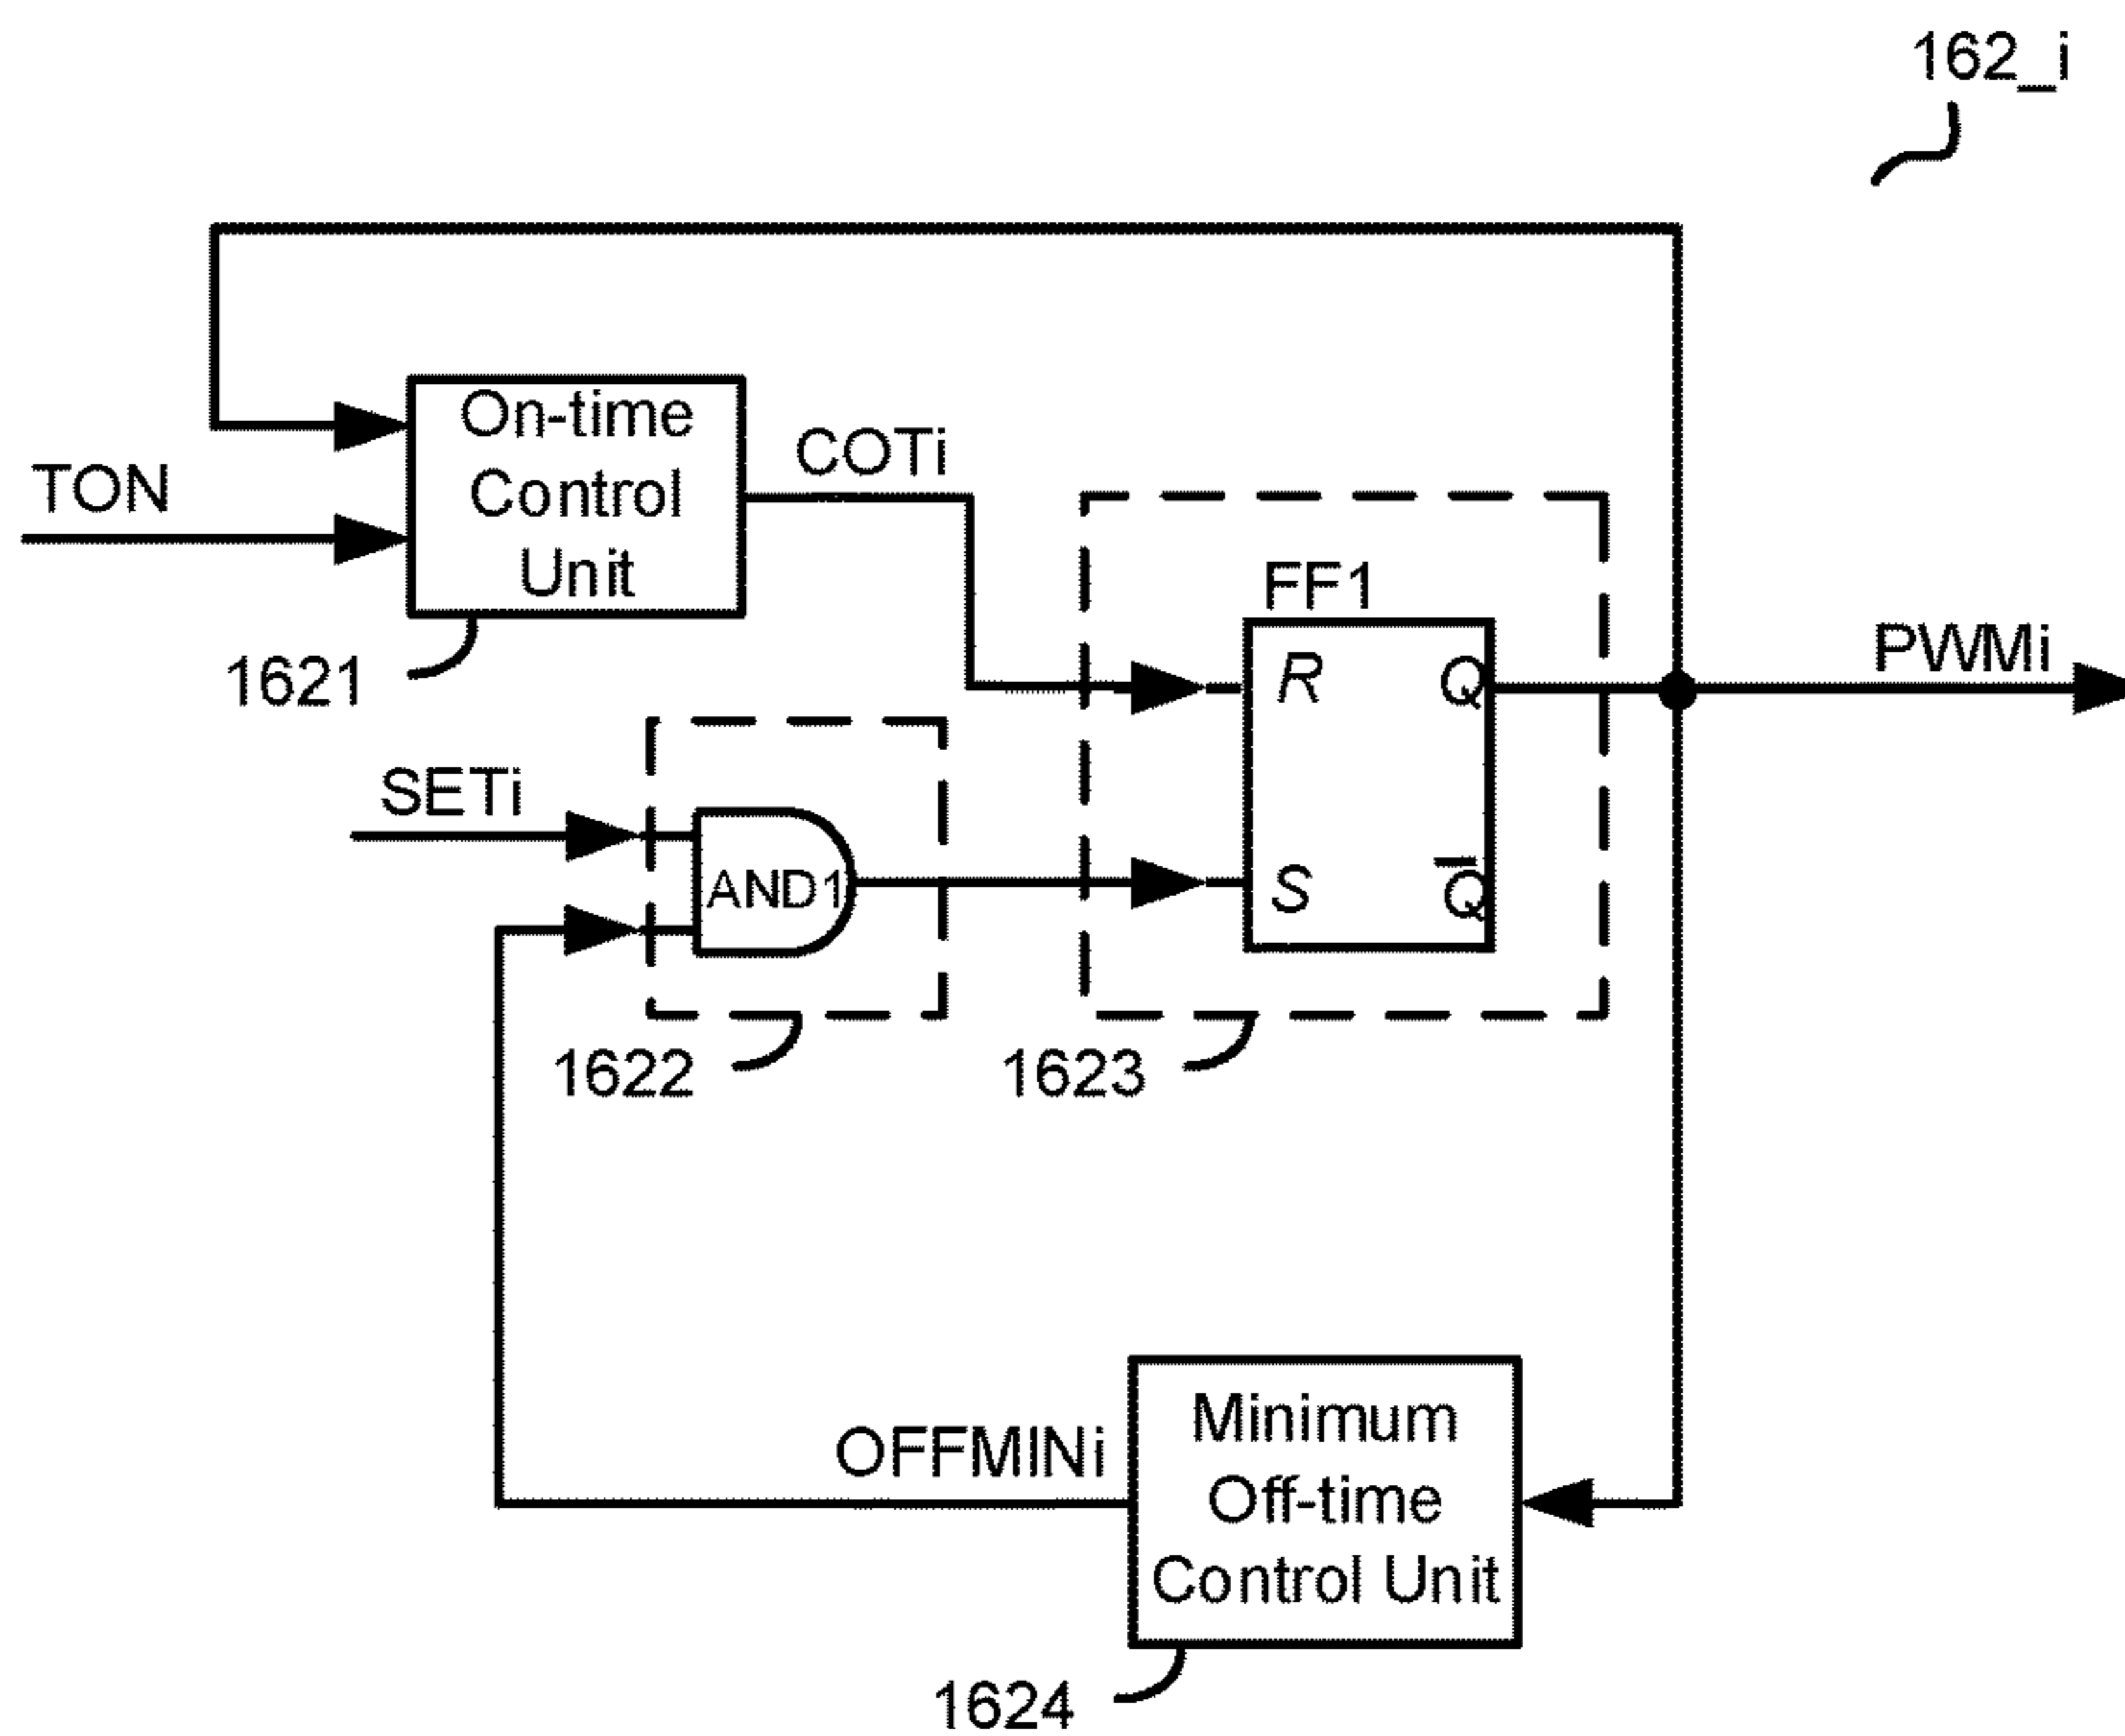 162_i
On-time
Control
Unit
TON
COTi
1621
FF1
R
Q
PWMi
SETi
AND1
S
Q̅
1622
1623
OFFMINi
Minimum
Off-time
Control Unit
1624